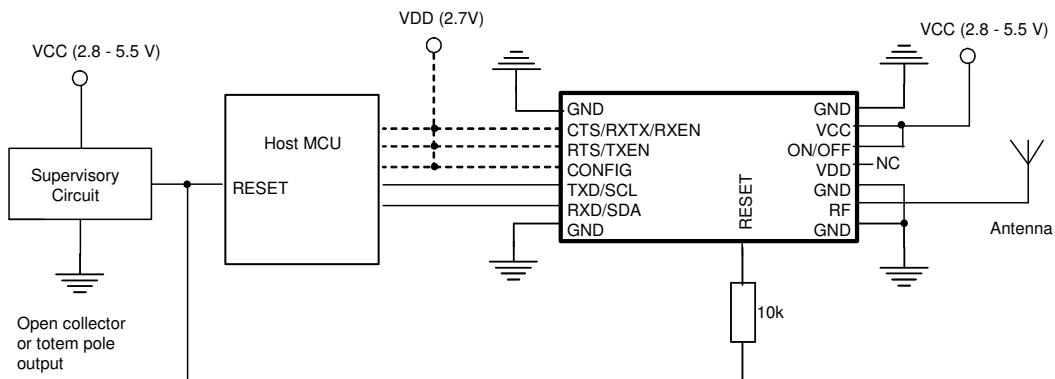 VDD (2.7V)
VCC (2.8 - 5.5 V)
VCC (2.8 - 5.5 V)
Supervisory
Circuit
Open collector
or totem pole
output
Host MCU
RESET
GND
CTS/RXTX/RXEN
RTS/TXEN
CONFIG
TXD/SCL
RXD/SDA
GND
RESET
GND
VCC
ON/OFF
VDD
GND
RF
GND
NC
Antenna
10k